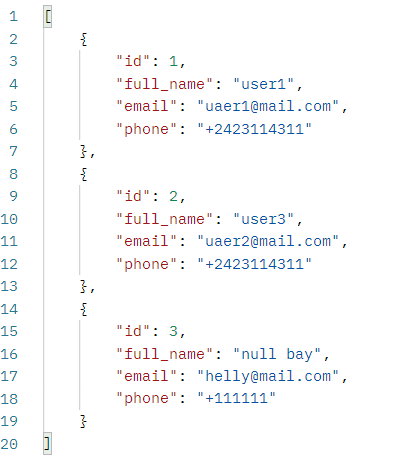 1 [
2     {
3         "id": 1,
4         "full_name": "user1",
5         "email": "uaer1@mail.com",
6         "phone": "+2423114311"
7     },
8     {
9         "id": 2,
10         "full_name": "user3",
11         "email": "uaer2@mail.com",
12         "phone": "+2423114311"
13     },
14     {
15         "id": 3,
16         "full_name": "null bay",
17         "email": "helly@mail.com",
18         "phone": "+111111"
19     }
20 ]